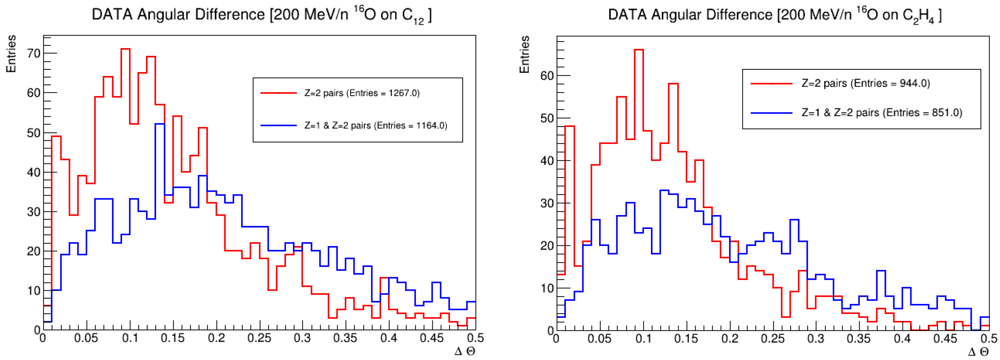 DATA Angular Difference [200 MeV/n ¹⁶O on C₁₂ ]
Entries
70
60
50
40
30
20
10
0
Z=2 pairs (Entries = 1267.0)
Z=1 & Z=2 pairs (Entries = 1164.0)
0 0.05 0.1 0.15 0.2 0.25 0.3 0.35 0.4 0.45 0.5
Δ Θ
DATA Angular Difference [200 MeV/n ¹⁶O on C₂H₄ ]
Entries
60
50
40
30
20
10
0
Z=2 pairs (Entries = 944.0)
Z=1 & Z=2 pairs (Entries = 851.0)
0 0.05 0.1 0.15 0.2 0.25 0.3 0.35 0.4 0.45 0.5
Δ Θ